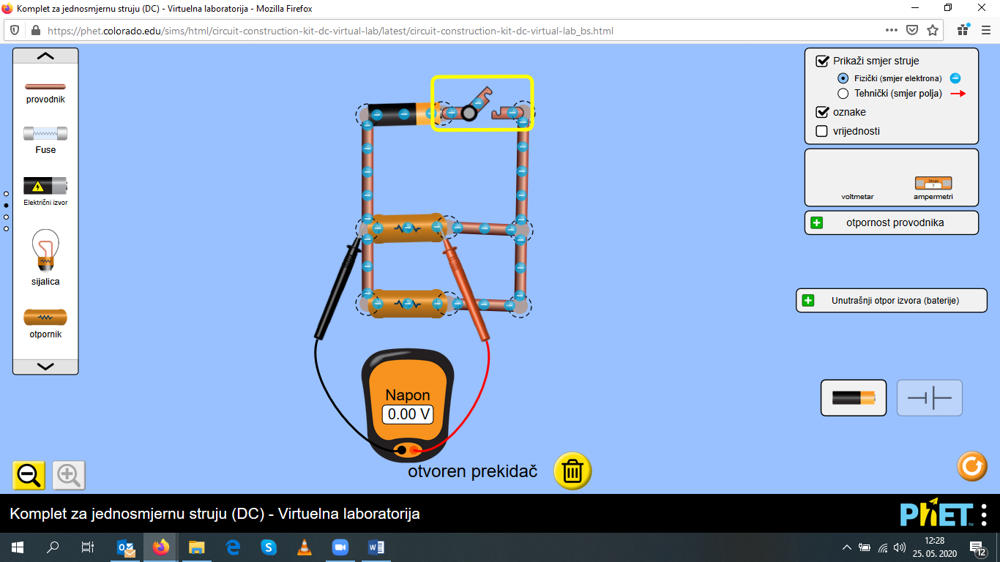 Komplet za jednosmjernu struju (DC) - Virtuelna laboratorija - Mozilla Firefox
https://phet.colorado.edu/sims/html/circuit-construction-kit-dc-virtual-lab/latest/circuit-construction-kit-dc-virtual-lab_bs.html
provodnik
Fuse
Električni izvor
sijalica
otpornik
Prikaži smjer struje
Fizički (smjer elektrona)
Tehnički (smjer polja)
oznake
vrijednosti
Struja
?
voltmetar
ampermetri
otpornost provodnika
Unutrašnji otpor izvora (baterije)
Napon
0.00 V
otvoren prekidač
Komplet za jednosmjernu struju (DC) - Virtuelna laboratorija
PhET
12:28
25. 05. 2020
12